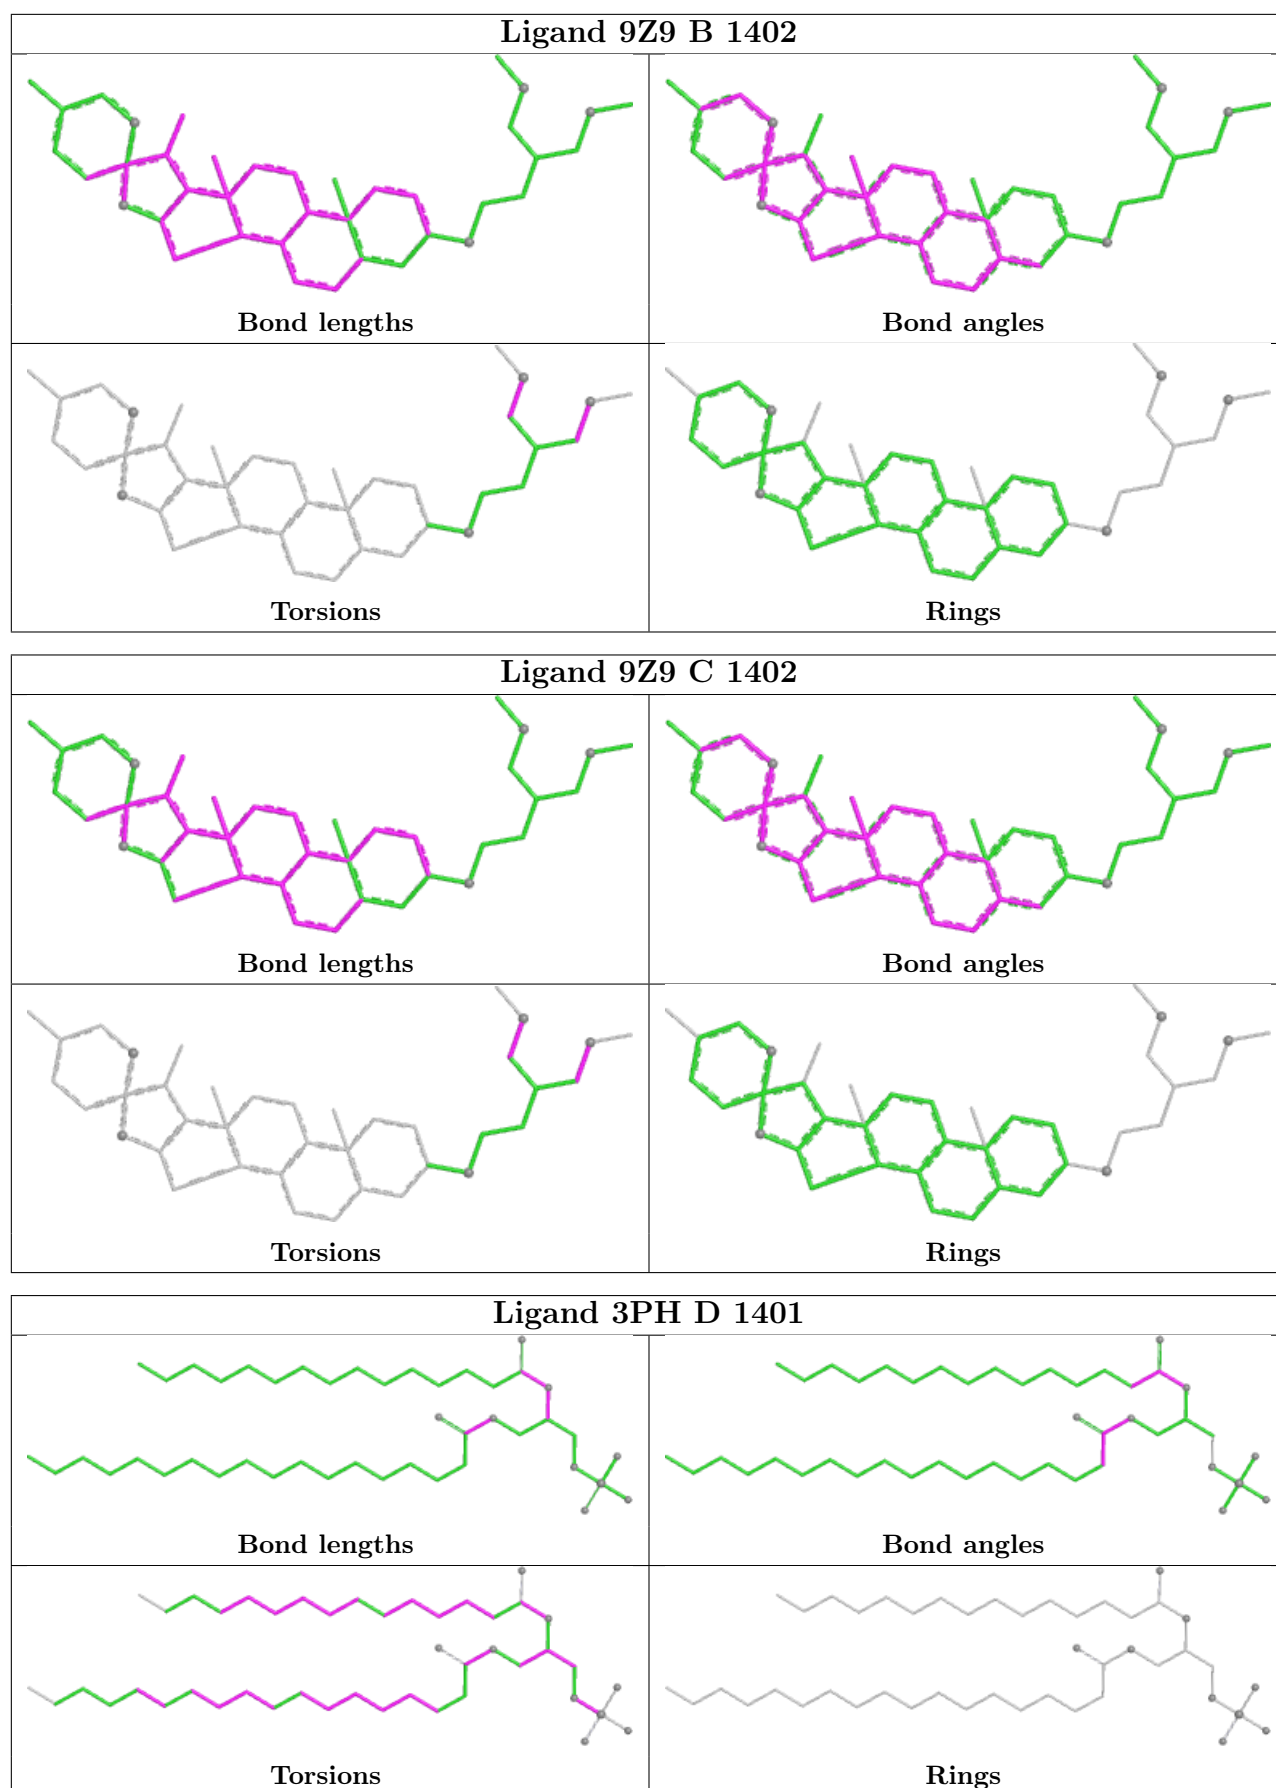 Ligand 9Z9 B 1402
Bond lengths
Bond angles
Torsions
Rings
Ligand 9Z9 C 1402
Bond lengths
Bond angles
Torsions
Rings
Ligand 3PH D 1401
Bond lengths
Bond angles
Torsions
Rings